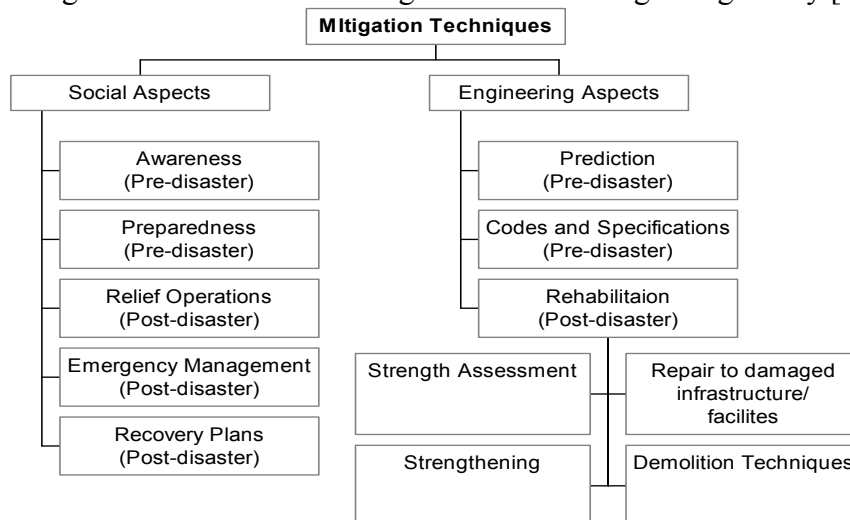 MItigation Techniques
Social Aspects
Engineering Aspects
Awareness
(Pre-disaster)
Preparedness
(Pre-disaster)
Relief Operations
(Post-disaster)
Emergency Management
(Post-disaster)
Recovery Plans
(Post-disaster)
Prediction
(Pre-disaster)
Codes and Specifications
(Pre-disaster)
Rehabilitaion
(Post-disaster)
Strength Assessment
Repair to damaged
infrastructure/
facilites
Strengthening
Demolition Techniques